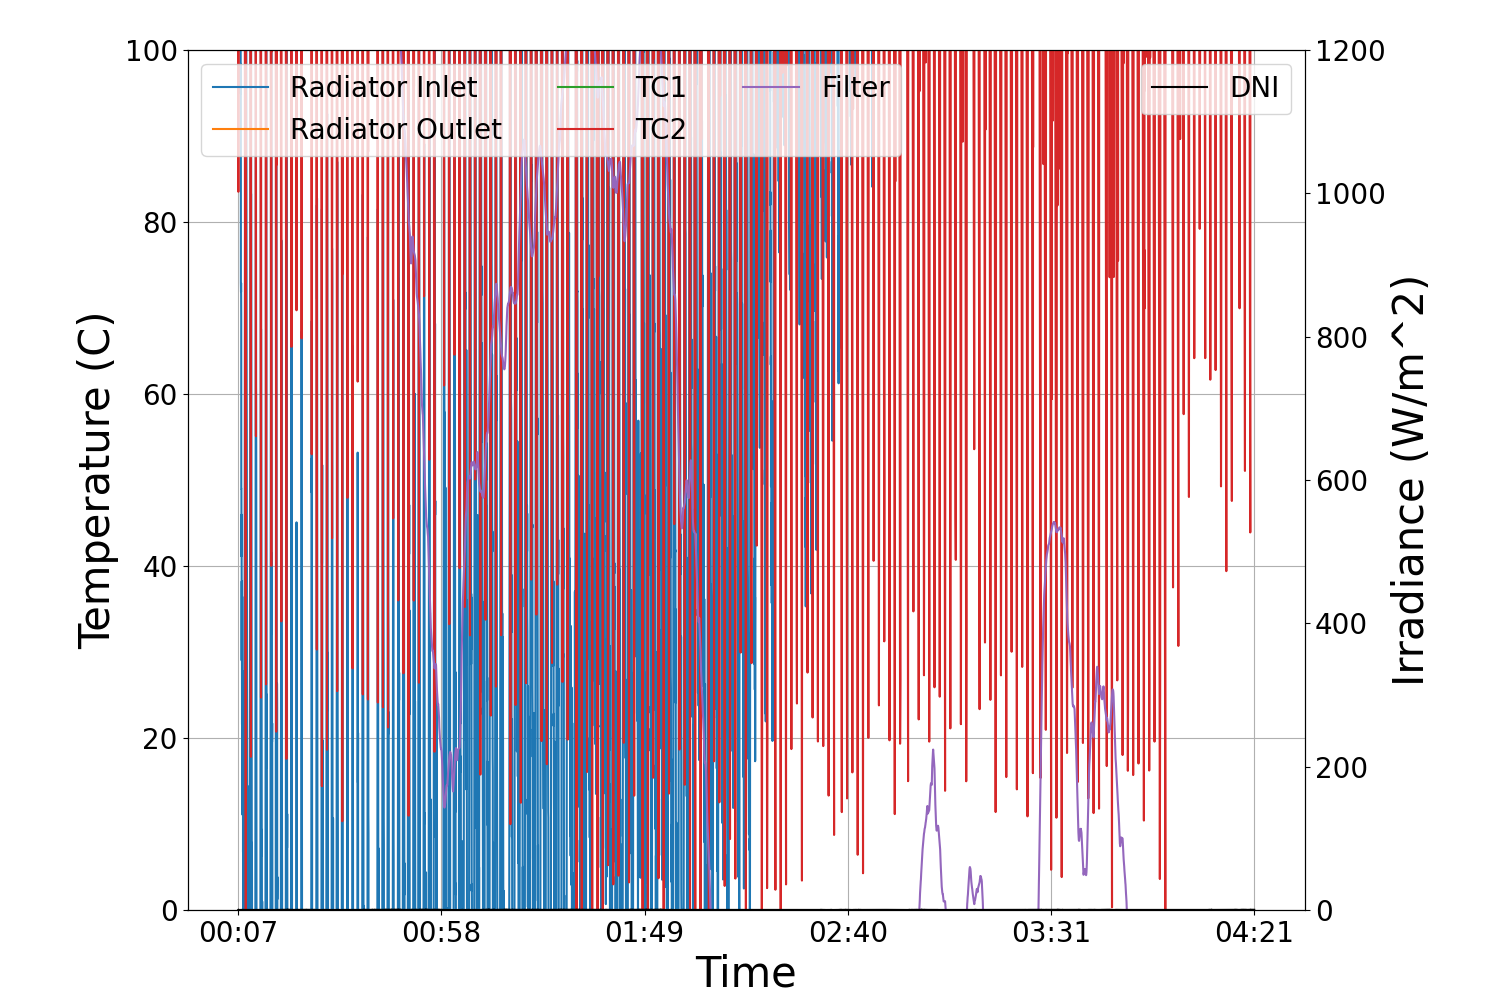 Radiator Inlet
Radiator Outlet
TC1
TC2
Filter
DNI
100
80
60
40
20
0
1200
1000
800
600
400
200
0
00:07
00:58
01:49
02:40
03:31
04:21
Time
Temperature (C)
Irradiance (W/m^2)